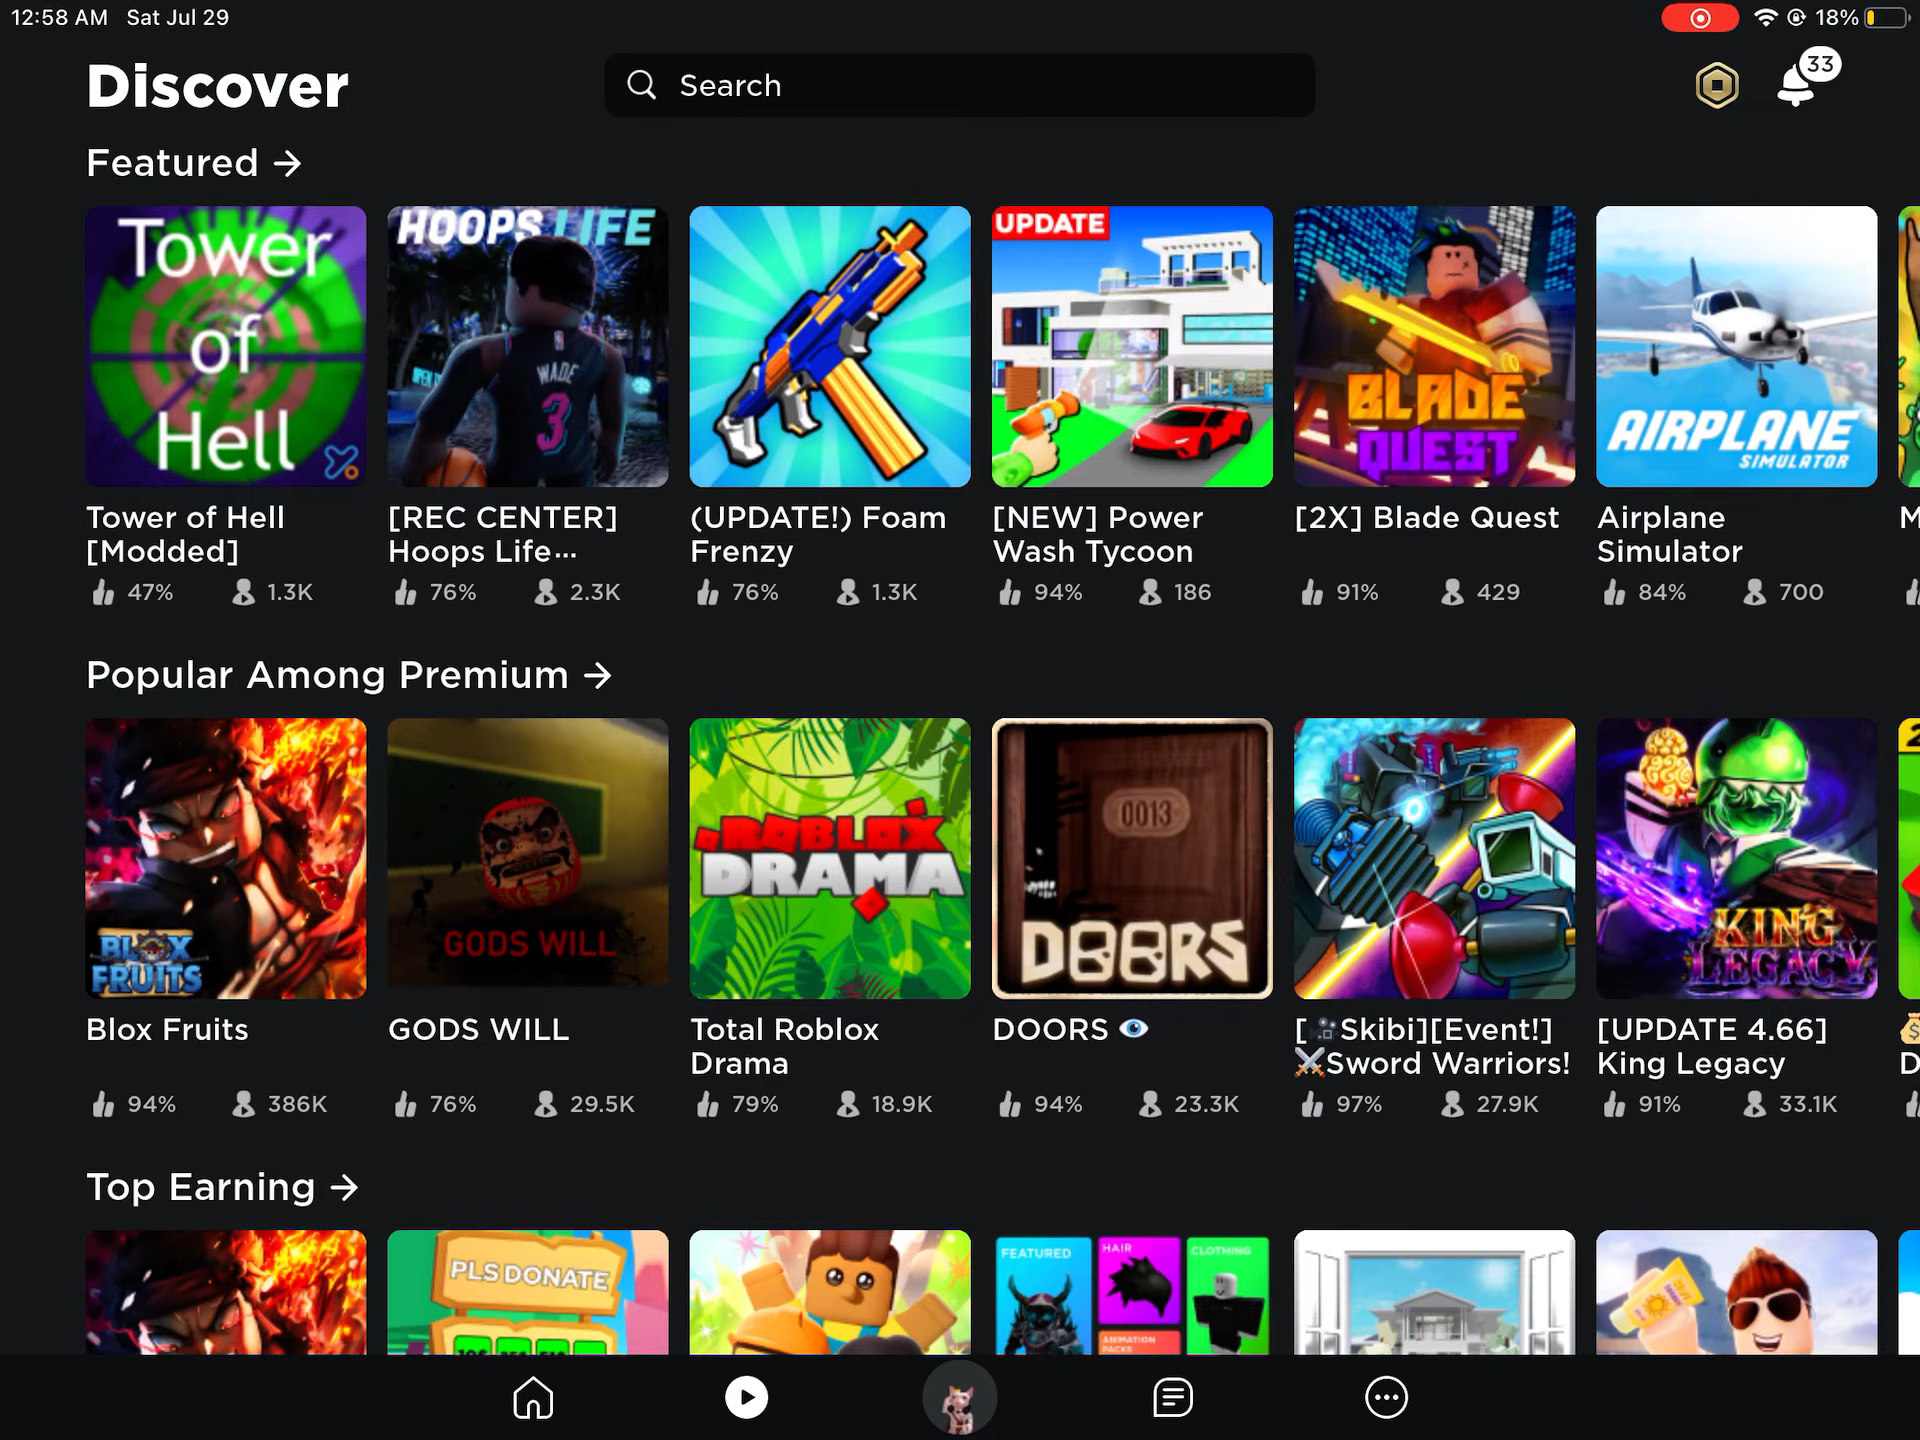 12:58 AM Sat Jul 29
18%
Discover
Search
33
Featured →
Tower
of
Hell
HOOPS LIFE
WADE
3
UPDATE
BLADE
QUEST
AIRPLANE
SIMULATOR
Tower of Hell
[Modded]
[REC CENTER]
Hoops Life...
(UPDATE!) Foam
Frenzy
[NEW] Power
Wash Tycoon
[2X] Blade Quest
Airplane
Simulator
M
47% 1.3K
76% 2.3K
76% 1.3K
94% 186
91% 429
84% 700
Popular Among Premium →
BLOX
FRUITS
GODS WILL
ROBLOX
DRAMA
0013
DOORS
KING
LEGACY
2
Blox Fruits
GODS WILL
Total Roblox
Drama
DOORS 👁️
[🎥Skibi][Event!]
⚔️Sword Warriors!
[UPDATE 4.66]
King Legacy
D
94% 386K
76% 29.5K
79% 18.9K
94% 23.3K
97% 27.9K
91% 33.1K
Top Earning →
PLS DONATE
FEATURED
HAIR
CLOTHING
ANIMATION
PACKS